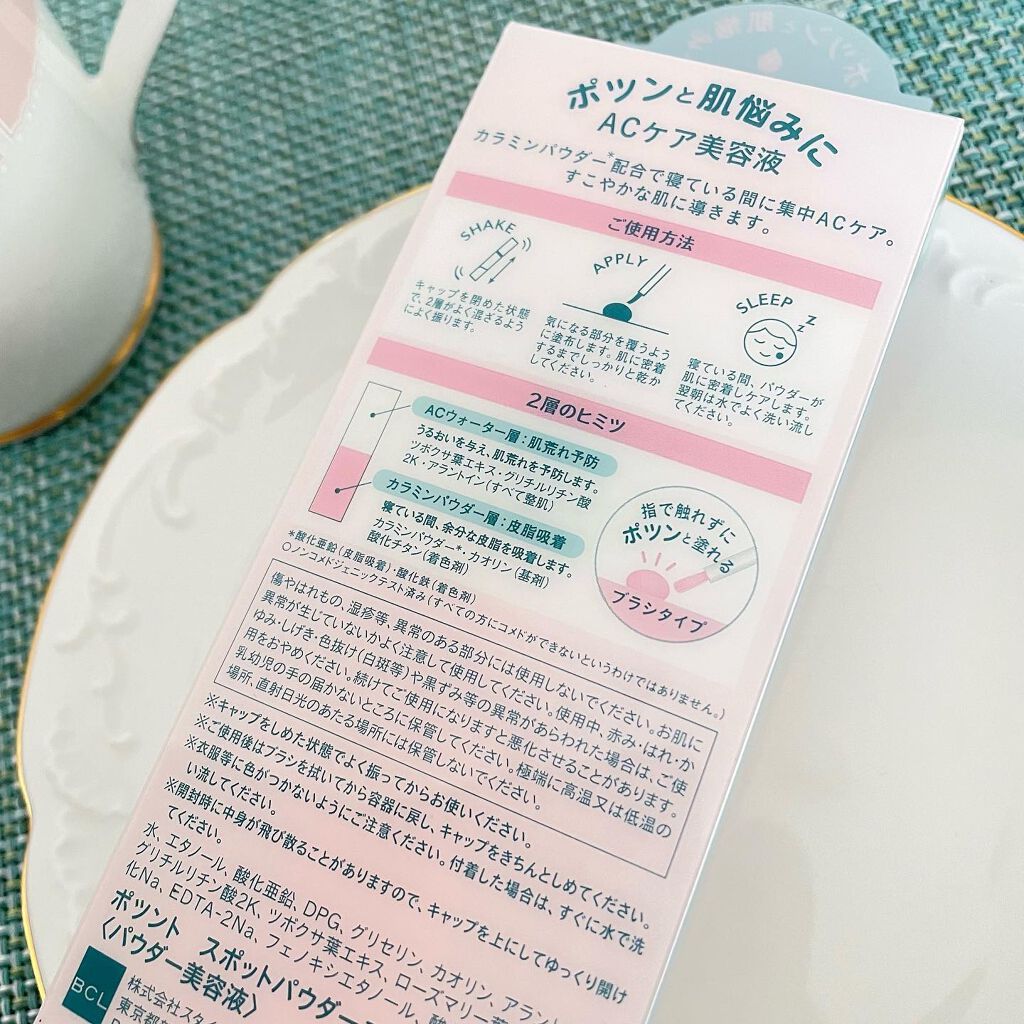 ポツンと肌悩みに
ACケア美容液
カラミンパウダー*配合で寝ている間に集中ACケア。
すこやかな肌に導きます。
ご使用方法
SHAKE
キャップを閉めた状態
で、2層がよく混ざるよう
によく振ります。
APPLY
気になる部分を覆うよう
に塗布します。肌に密着
するまでしっかりと乾か
してください。
SLEEP
zzz
寝ている間、パウダーが
肌に密着しケアします。
翌朝は水でよく洗い流し
てください。
2層のヒミツ
ACウォーター層:肌荒れ予防
うるおいを与え、肌荒れを予防します。
ツボクサ葉エキス・グリチルリチン酸
2K・アラントイン(すべて整肌)
カラミンパウダー層:皮脂吸着
寝ている間、余分な皮脂を吸着します。
カラミンパウダー*・カオリン(基剤)
酸化チタン(着色剤)
指で触れずに
ポツンと塗れる
ブラシタイプ
*酸化亜鉛(皮脂吸着)・酸化鉄(着色剤)
○ノンコメドジェニックテスト済み(すべての方にコメドができないというわけではありません。)
傷やはれもの、湿疹等、異常のある部分には使用しないでください。お肌に
異常が生じていないかよく注意して使用してください。使用中、赤み・はれ・か
ゆみ・しげき・色抜け(白斑等)や黒ずみ等の異常があらわれた場合は、ご使
用をおやめください。続けてご使用になりますと悪化させることがあります。
乳幼児の手の届かないところに保管してください。極端に高温又は低温の
場所、直射日光のあたる場所には保管しないでください。
※キャップをしめた状態でよく振ってからお使いください。
※ご使用後はブラシを拭いてから容器に戻し、キャップをきちんとしめてください。
※衣服等に色がつかないようにご注意ください。付着した場合は、すぐに水で洗
い流してください。
※開封時に中身が飛び散ることがありますので、キャップを上にしてゆっくり開け
てください。
水、エタノール、酸化亜鉛、DPG、グリセリン、カオリン、アラント
グリチルリチン酸2K、ツボクサ葉エキス、ローズマリー葉
化Na、EDTA-2Na、フェノキシエタノール、酸
ポツント スポットパウダー
〈パウダー美容液〉
BCL
株式会社スタイ
東京都